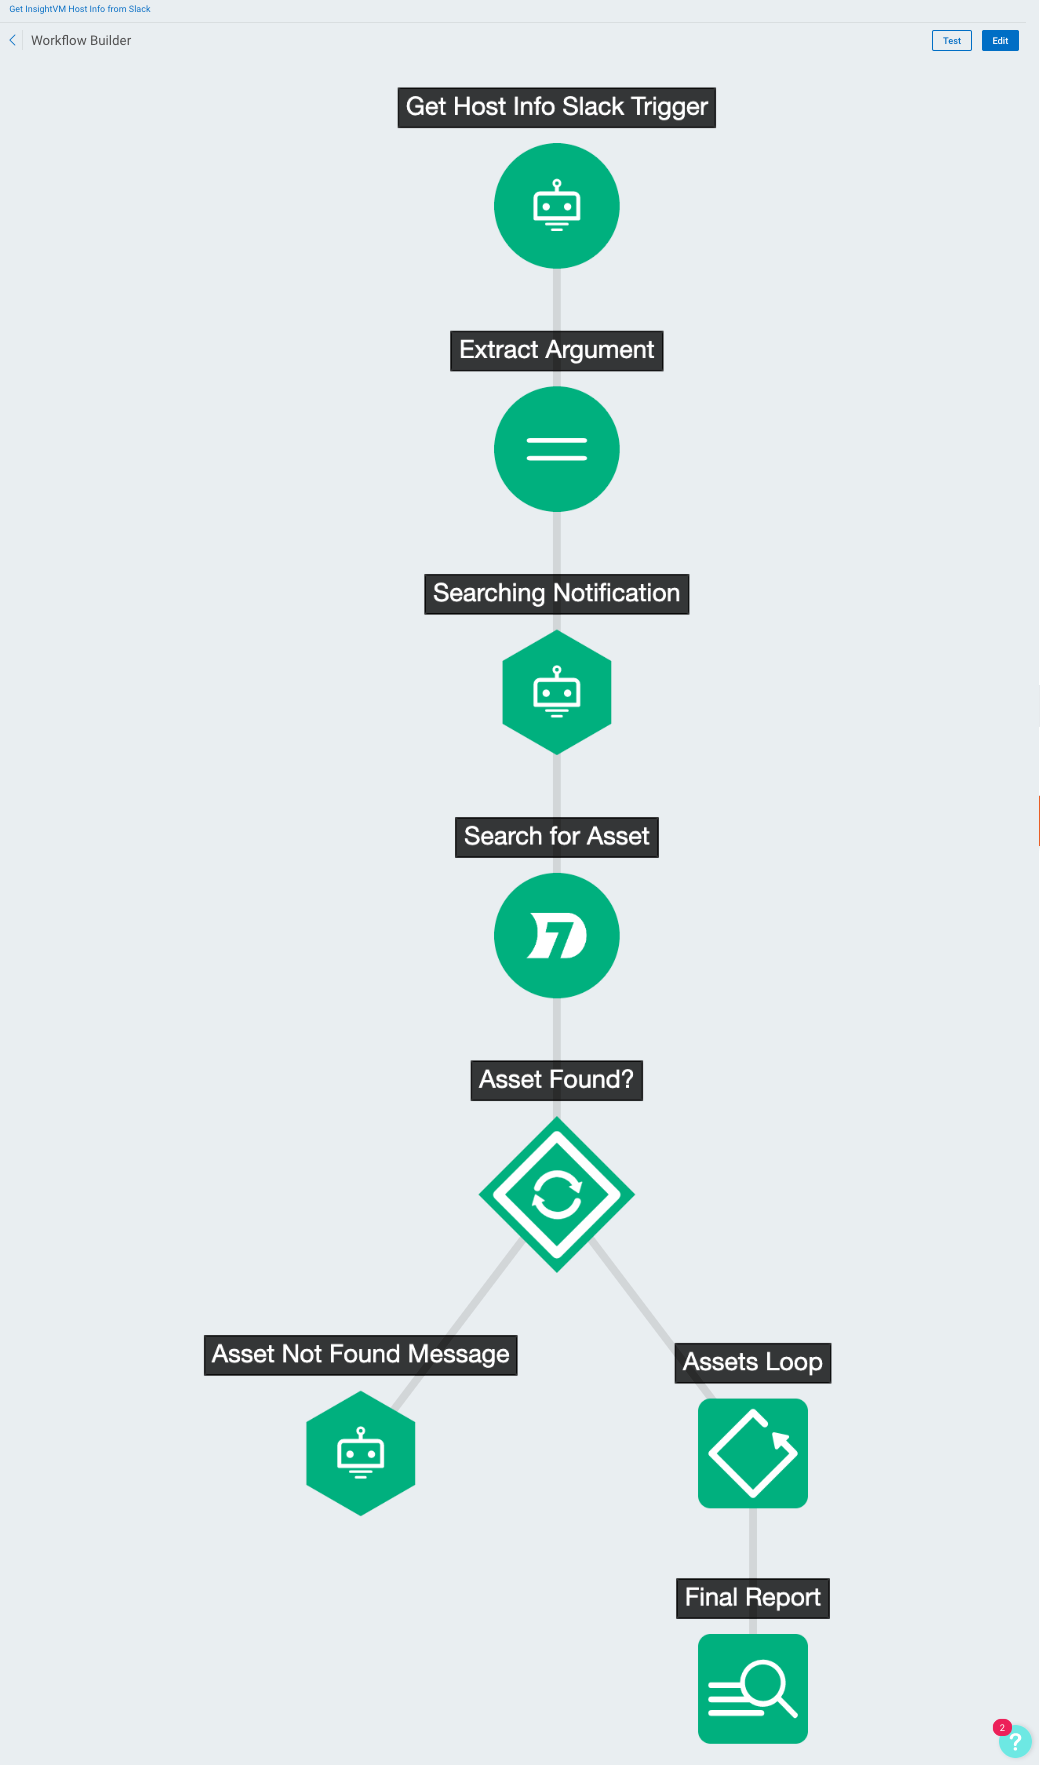 Get InsightVM Host Info from Slack
Workflow Builder
Test
Edit
Get Host Info Slack Trigger
Extract Argument
Searching Notification
Search for Asset
Asset Found?
Asset Not Found Message
Assets Loop
Final Report
2
?